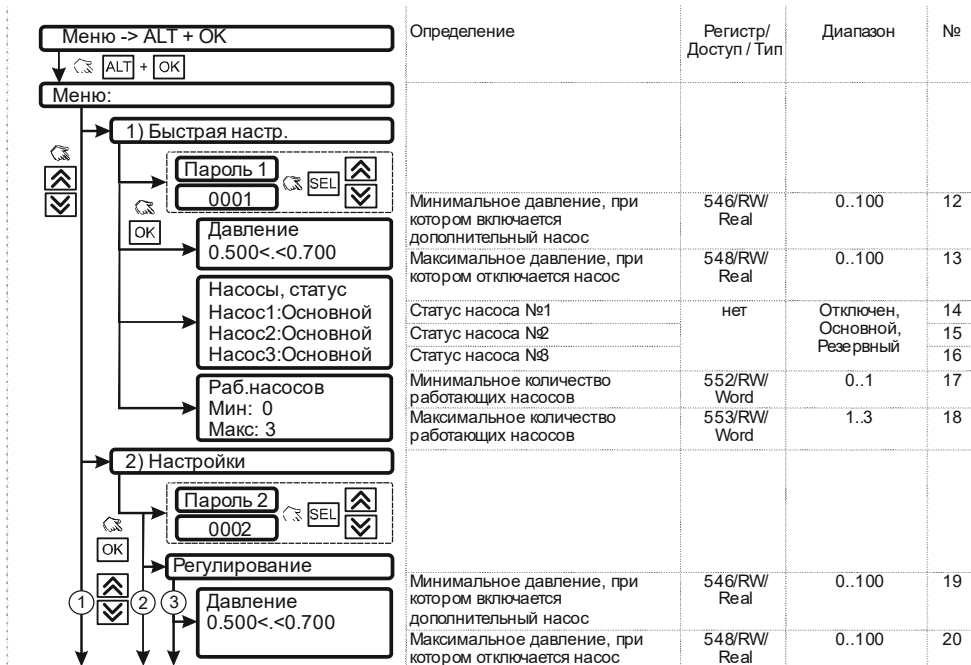 Меню -> ALT + OK
Определение
Регистр/
Доступ / Тип
Диапазон
№
ALT + OK
Меню:
1) Быстрая настр.
Пароль 1
0001
SEL
OK
Минимальное давление, при
котором включается
дополнительный насос
546/RW/
Real
0..100
12
Давление
0.500<.<0.700
Максимальное давление, при
котором отключается насос
548/RW/
Real
0..100
13
Насосы, статус
Насос1:Основной
Насос2:Основной
Насос3:Основной
Статус насоса №1
Статус насоса №2
Статус насоса №3
нет
Отключен,
Основной,
Резервный
14
15
16
Раб.насосов
Мин: 0
Макс: 3
Минимальное количество
работающих насосов
552/RW/
Word
0..1
17
Максимальное количество
работающих насосов
553/RW/
Word
1..3
18
2) Настройки
Пароль 2
0002
SEL
OK
Регулирование
1
2
3
Давление
0.500<.<0.700
Минимальное давление, при
котором включается
дополнительный насос
546/RW/
Real
0..100
19
Максимальное давление, при
котором отключается насос
548/RW/
Real
0..100
20